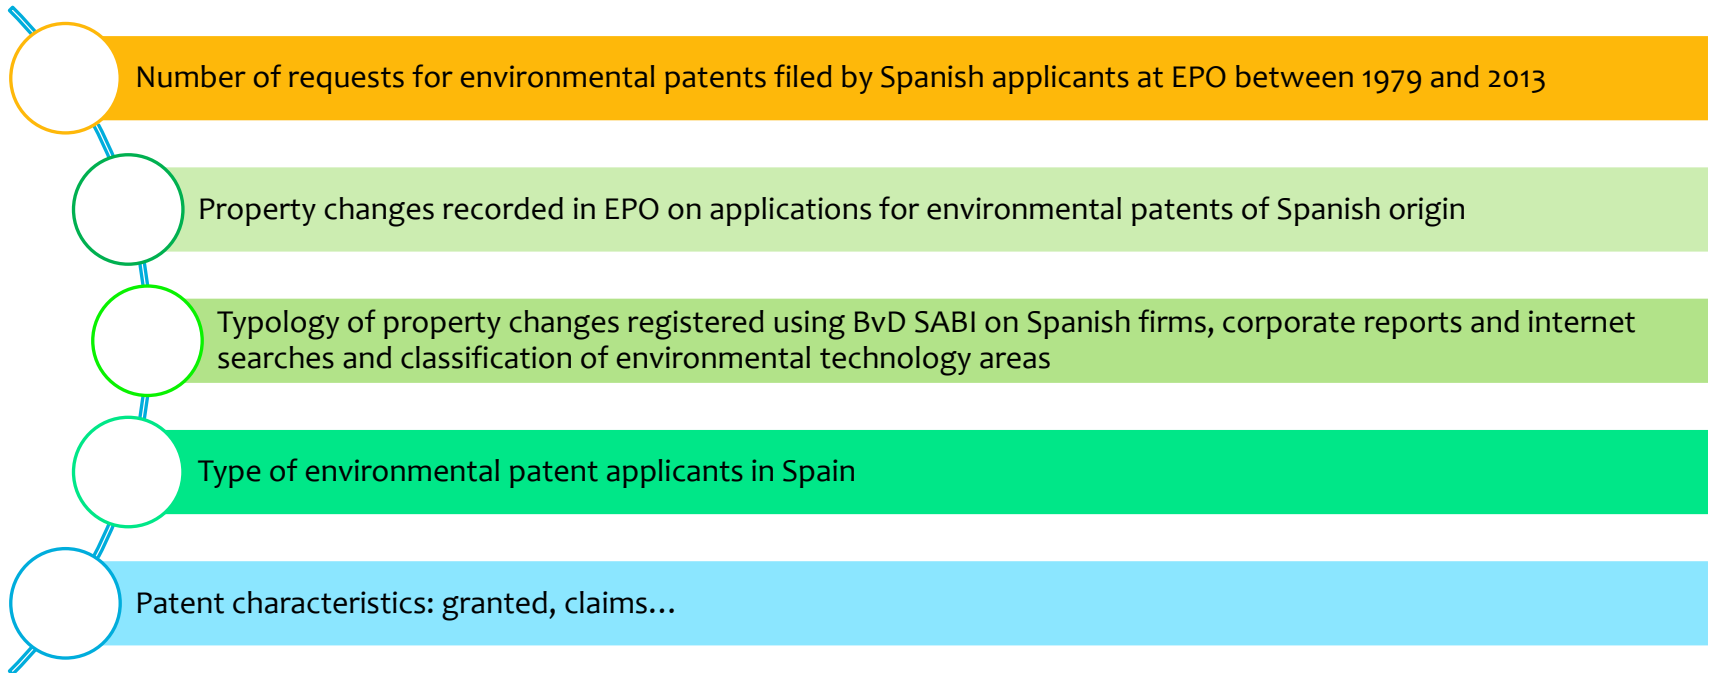 Number of requests for environmental patents filed by Spanish applicants at EPO between 1979 and 2013
Property changes recorded in EPO on applications for environmental patents of Spanish origin
Typology of property changes registered using BvD SABI on Spanish firms, corporate reports and internet
searches and classification of environmental technology areas
Type of environmental patent applicants in Spain
Patent characteristics: granted, claims...